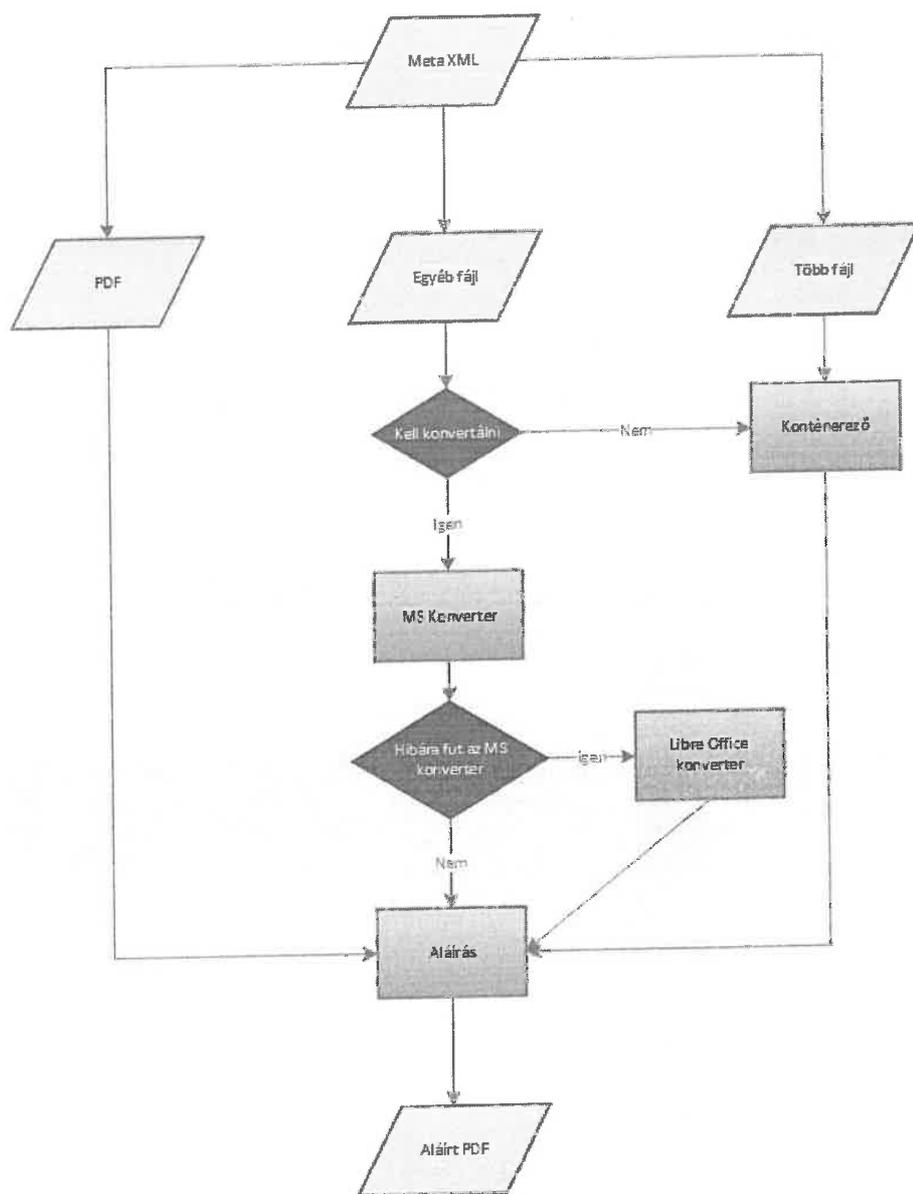 Meta XML
PDF
Egyéb fájl
Több fájl
Kell konvertálni
Nem
Konténerező
Igen
MS Konverter
Hibára fut az MS
konverter
Igen
Libre Office
konverter
Nem
Aláírás
Aláírt PDF